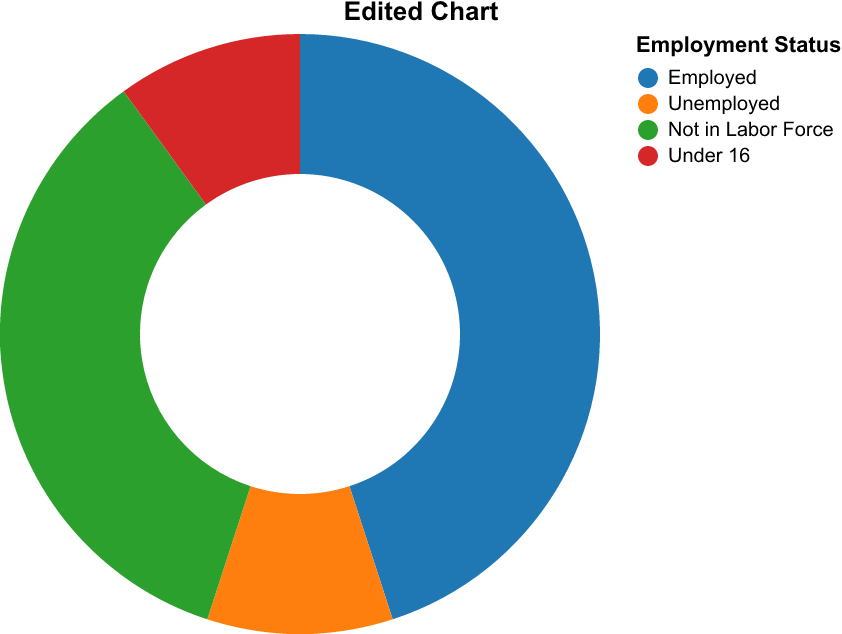 Edited Chart
Employment Status
Employed
Unemployed
Not in Labor Force
Under 16